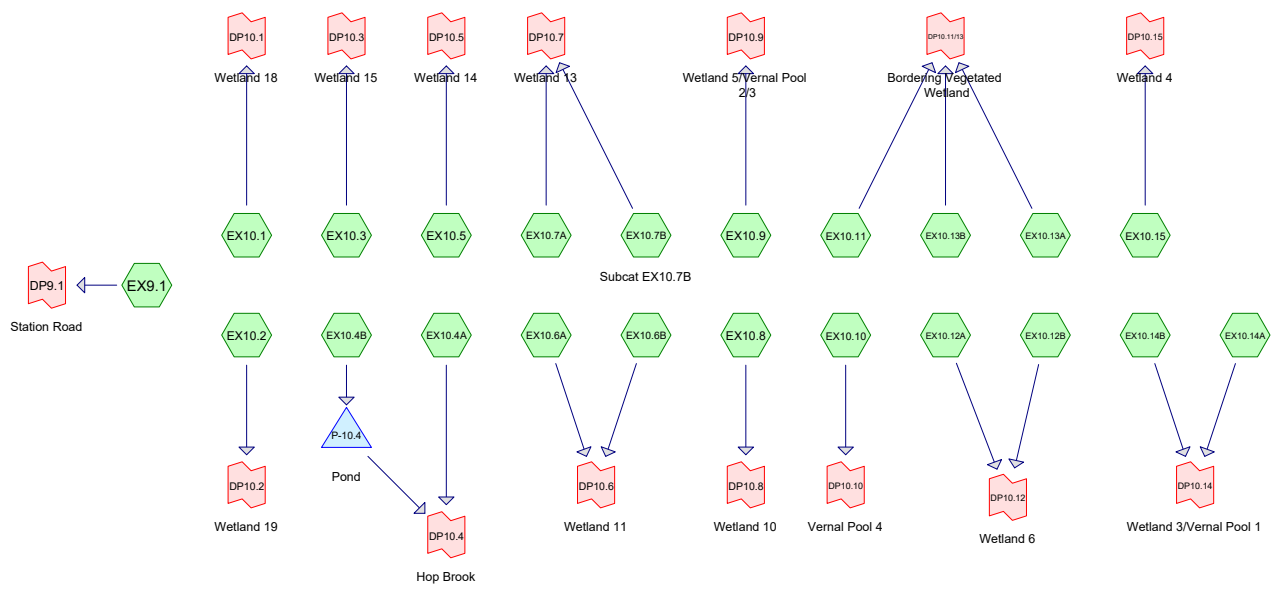 DP10.1
DP10.3
DP10.5
DP10.7
DP10.9
DP10.11/13
DP10.15
Wetland 18
Wetland 15
Wetland 14
Wetland 13
Wetland 5/Vernal Pool
2/3
Bordering Vegetated
Wetland
Wetland 4
EX10.1
EX10.3
EX10.5
EX10.7A
EX10.7B
EX10.9
EX10.11
EX10.13B
EX10.13A
EX10.15
Subcat EX10.7B
DP9.1
EX9.1
Station Road
EX10.2
EX10.4B
EX10.4A
EX10.6A
EX10.6B
EX10.8
EX10.10
EX10.12A
EX10.12B
EX10.14B
EX10.14A
P-10.4
Pond
DP10.2
DP10.6
DP10.8
DP10.10
DP10.12
DP10.14
Wetland 19
Wetland 11
Wetland 10
Vernal Pool 4
Wetland 6
Wetland 3/Vernal Pool 1
DP10.4
Hop Brook